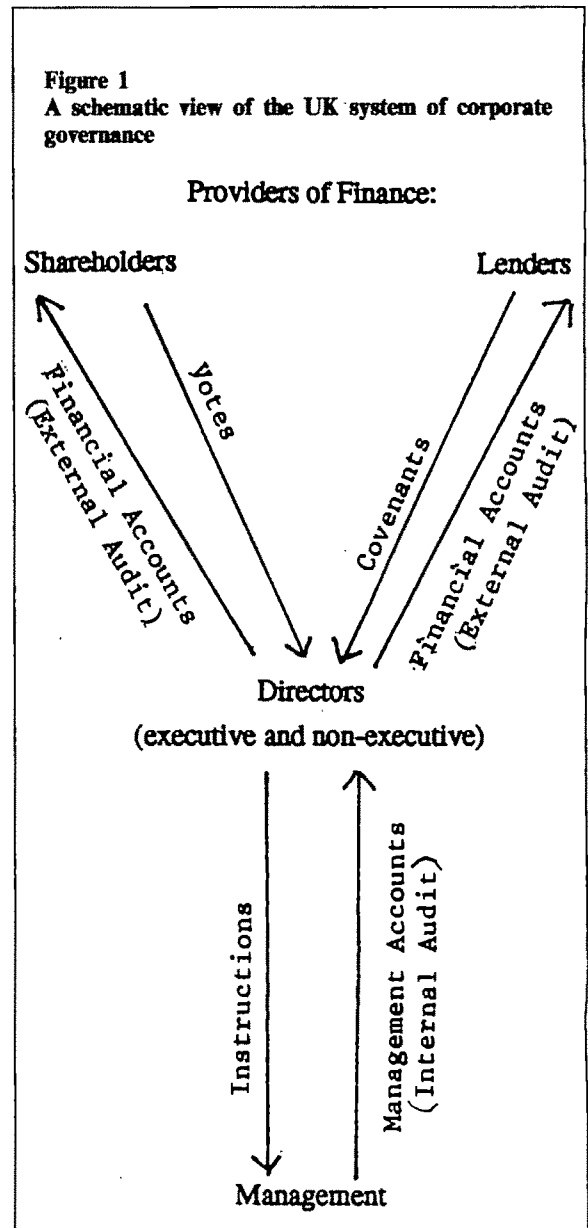 Figure 1
A schematic view of the UK system of corporate
governance
Providers of Finance:
Shareholders
Lenders
Financial Accounts
(External Audit)
Votes
Covenants
Financial Accounts
(External Audit)
Directors
(executive and non-executive)
Instructions
Management Accounts
(Internal Audit)
Management